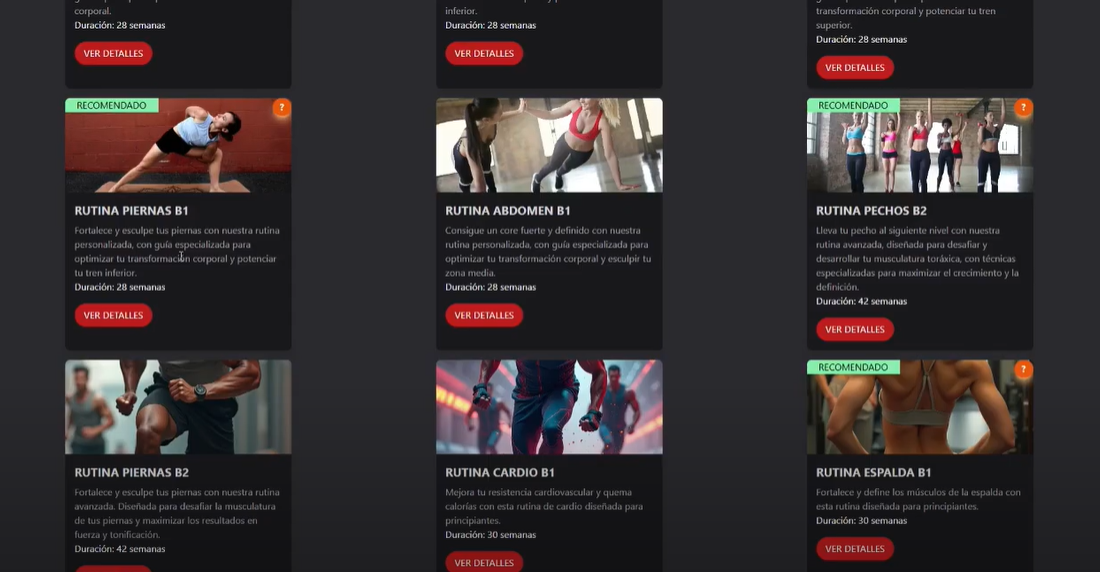 corporal.
Duración: 28 semanas
VER DETALLES
inferior.
Duración: 28 semanas
VER DETALLES
transformación corporal y potenciar tu tren
superior.
Duración: 28 semanas
VER DETALLES
RECOMENDADO
?
RUTINA PIERNAS B1
Fortalece y esculpe tus piernas con nuestra rutina
personalizada, con guía especializada para
optimizar tu transformación corporal y potenciar
tu tren inferior.
Duración: 28 semanas
VER DETALLES
RUTINA ABDOMEN B1
Consigue un core fuerte y definido con nuestra
rutina personalizada, con guía especializada para
optimizar tu transformación corporal y esculpir tu
zona media.
Duración: 28 semanas
VER DETALLES
RECOMENDADO
?
RUTINA PECHOS B2
Lleva tu pecho al siguiente nivel con nuestra
rutina avanzada, diseñada para desafiar y
desarrollar tu musculatura toráxica, con técnicas
especializadas para maximizar el crecimiento y la
definición.
Duración: 42 semanas
VER DETALLES
RUTINA PIERNAS B2
Fortalece y esculpe tus piernas con nuestra rutina
avanzada. Diseñada para desafiar la musculatura
de tus piernas y maximizar los resultados en
fuerza y tonificación.
Duración: 42 semanas
RUTINA CARDIO B1
Mejora tu resistencia cardiovascular y quema
calorías con esta rutina de cardio diseñada para
principiantes.
Duración: 30 semanas
VER DETALLES
RECOMENDADO
?
RUTINA ESPALDA B1
Fortalece y define los músculos de la espalda con
esta rutina diseñada para principiantes.
Duración: 30 semanas
VER DETALLES